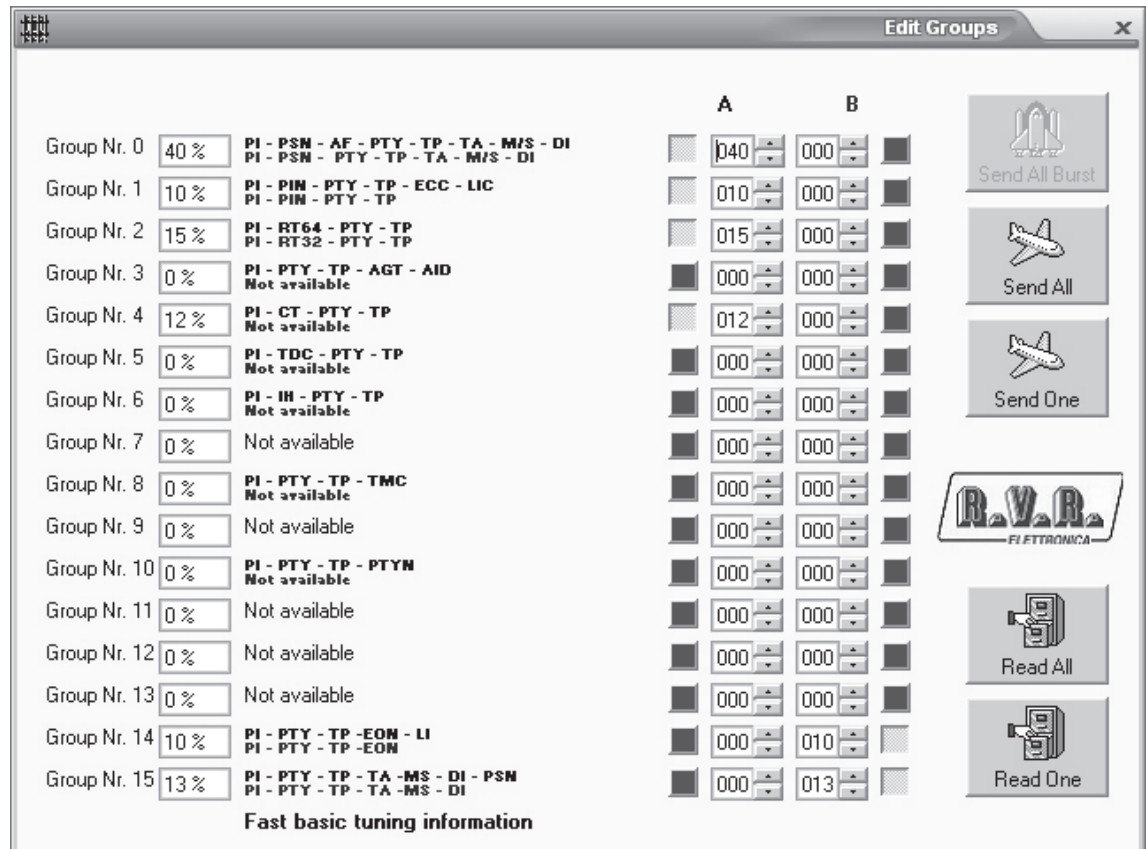 Edit Groups
A B
Group Nr. 0 40 % PI - PSN - AF - PTY - TP - TA - M/S - DI 040 000
PI - PSN - PTY - TP - TA - M/S - DI
Send All Burst
Group Nr. 1 10 % PI - PIN - PTY - TP - ECC - LIC 010 000
PI - PIN - PTY - TP
Group Nr. 2 15 % PI - RT64 - PTY - TP 015 000
PI - RT32 - PTY - TP
Group Nr. 3 0 % PI - PTY - TP - AGT - AID 000 000
Not available
Send All
Group Nr. 4 12 % PI - CT - PTY - TP 012 000
Not available
Group Nr. 5 0 % PI - TDC - PTY - TP 000 000
Not available
Group Nr. 6 0 % PI - IH - PTY - TP 000 000
Not available
Send One
Group Nr. 7 0 % Not available 000 000
Group Nr. 8 0 % PI - PTY - TP - TMC 000 000
Not available
R.V.R.
ELETTRONICA
Group Nr. 9 0 % Not available 000 000
Group Nr. 10 0 % PI - PTY - TP - PTYN 000 000
Not available
Group Nr. 11 0 % Not available 000 000
Group Nr. 12 0 % Not available 000 000
Read All
Group Nr. 13 0 % Not available 000 000
Group Nr. 14 10 % PI - PTY - TP -EON - LI 000 010
PI - PTY - TP -EON
Group Nr. 15 13 % PI - PTY - TP - TA -MS - DI - PSN 000 013
PI - PTY - TP - TA -MS - DI
Read One
Fast basic tuning information